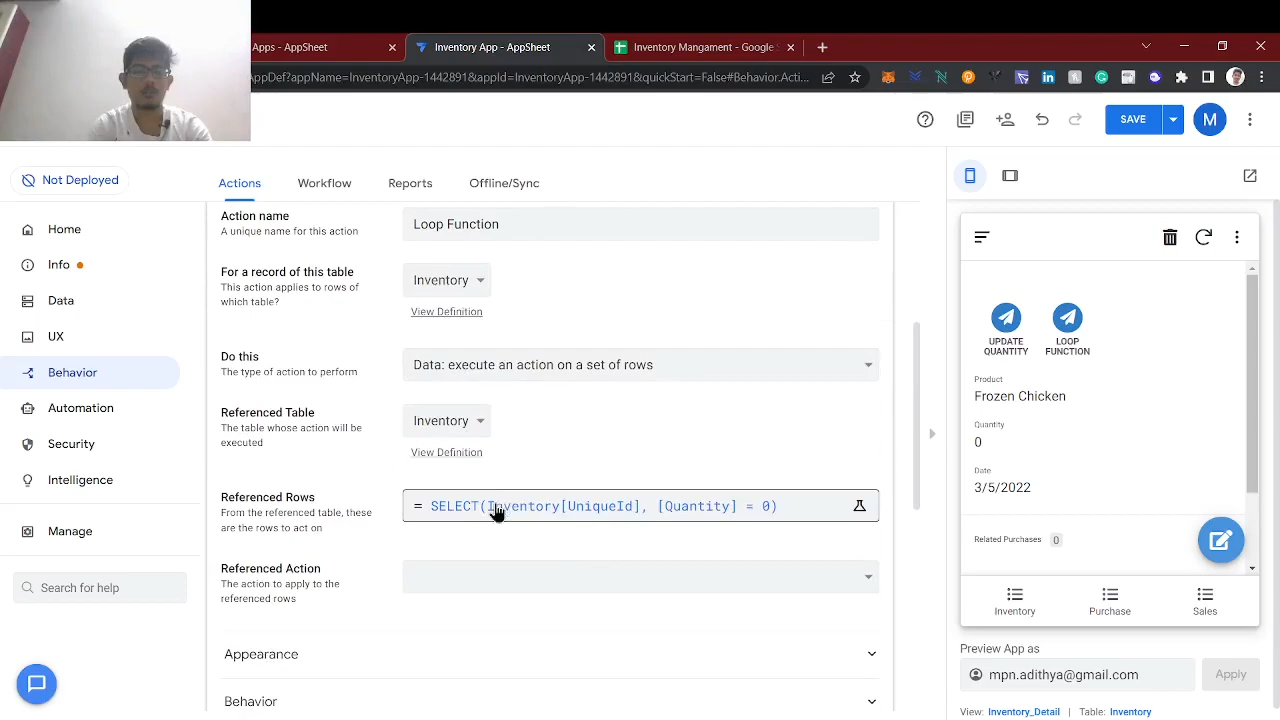 Apps - AppSheet
Inventory App - AppSheet
Inventory Mangament - Google
AppDef?appName=InventoryApp-1442891&appId=InventoryApp-1442891&quickStart=False#Behavior.Acti...
SAVE
M
Not Deployed
Actions
Workflow
Reports
Offline/Sync
Home
Info
Data
UX
Behavior
Automation
Security
Intelligence
Manage
Search for help
Action name
A unique name for this action
Loop Function
For a record of this table
This action applies to rows of
which table?
Inventory
View Definition
Do this
The type of action to perform
Data: execute an action on a set of rows
Referenced Table
The table whose action will be
executed
Inventory
View Definition
Referenced Rows
From the referenced table, these
are the rows to act on
= SELECT(Inventory[UniqueId], [Quantity] = 0)
Referenced Action
The action to apply to the
referenced rows
Appearance
Behavior
UPDATE
QUANTITY
LOOP
FUNCTION
Product
Frozen Chicken
Quantity
0
Date
3/5/2022
Related Purchases 0
Inventory
Purchase
Sales
Preview App as
mpn.adithya@gmail.com
Apply
View: Inventory_Detail | Table: Inventory